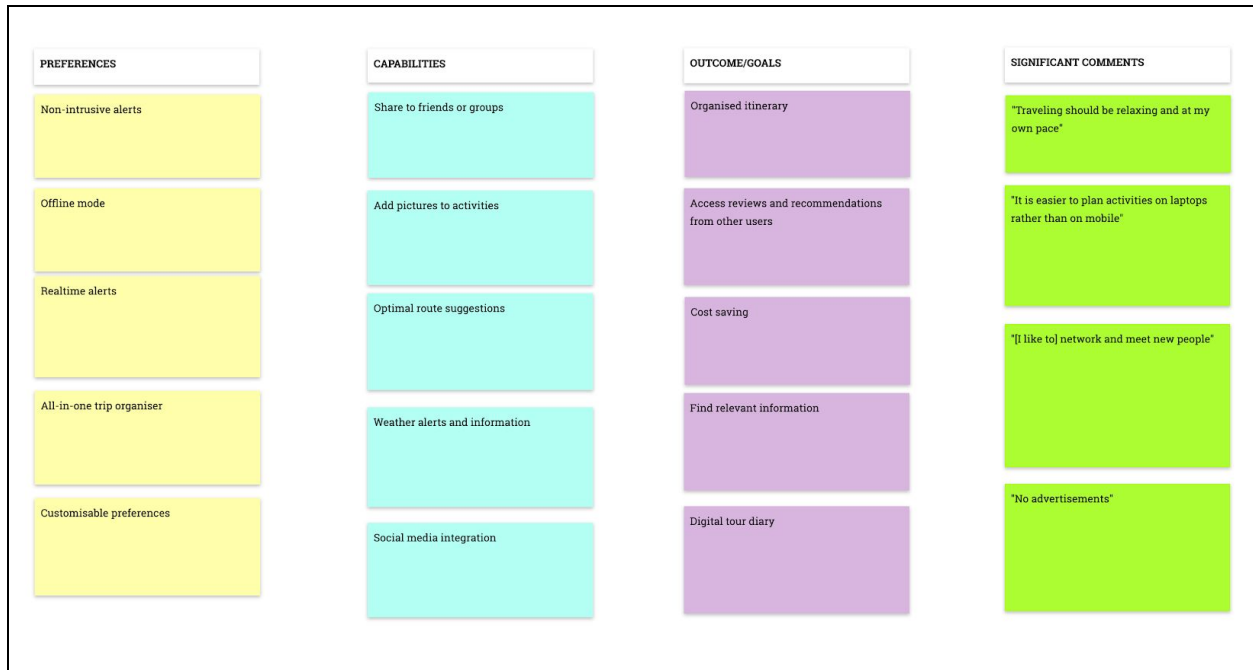 PREFERENCES
Non-intrusive alerts
Offline mode
Realtime alerts
All-in-one trip organiser
Customisable preferences
CAPABILITIES
Share to friends or groups
Add pictures to activities
Optimal route suggestions
Weather alerts and information
Social media integration
OUTCOME/GOALS
Organised itinerary
Access reviews and recommendations
from other users
Cost saving
Find relevant information
Digital tour diary
SIGNIFICANT COMMENTS
"Traveling should be relaxing and at my
own pace"
"It is easier to plan activities on laptops
rather than on mobile"
"[I like to] network and meet new people"
"No advertisements"